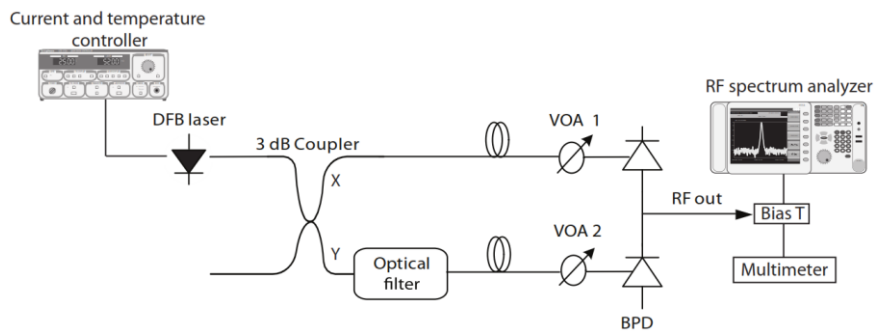 Current and temperature
controller
RF spectrum analyzer
DFB laser
3 dB Coupler
VOA 1
X
RF out
Bias T
Y
VOA 2
Optical
filter
Multimeter
BPD